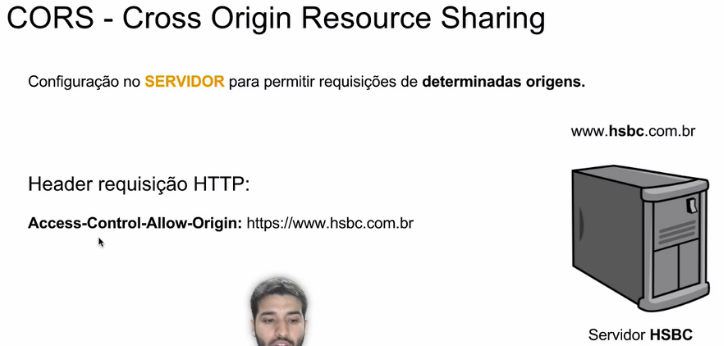 CORS - Cross Origin Resource Sharing
Configuração no SERVIDOR para permitir requisições de determinadas origens.
www.hsbc.com.br
Header requisição HTTP:
Access-Control-Allow-Origin: https://www.hsbc.com.br
Servidor HSBC